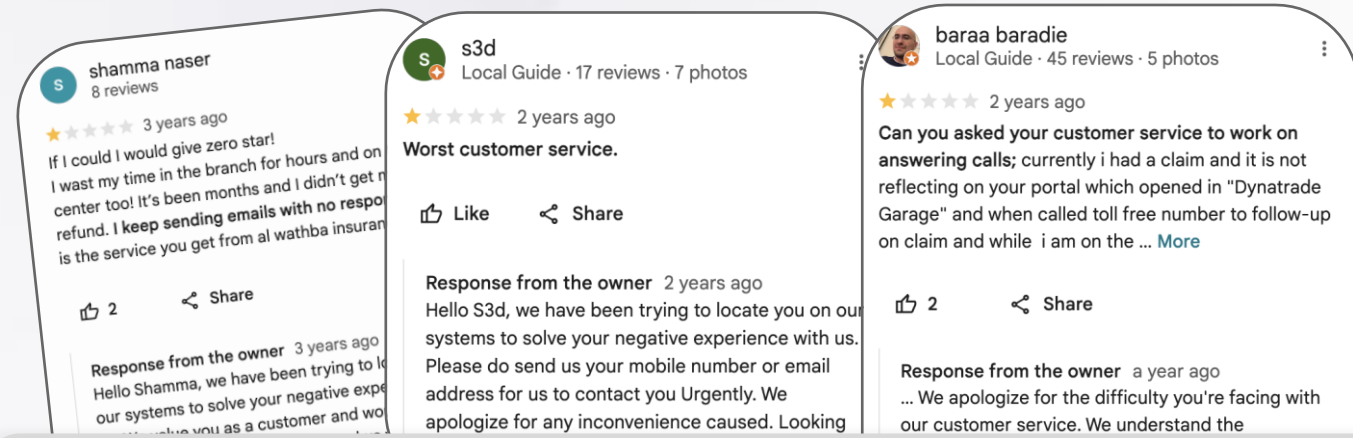 S
shamma naser
8 reviews
3 years ago
If I could I would give zero star!
I wast my time in the branch for hours and on
center too! It's been months and I didn't get
refund. I keep sending emails with no
is the service you get from al wathba
2
Share
Response from the owner 3 years ago
Hello Shamma, we have been trying to
our systems to solve your negative
you as a customer and
S
s3d
Local Guide · 17 reviews · 7 photos
2 years ago
Worst customer service.
Like
Share
Response from the owner 2 years ago
Hello S3d, we have been trying to locate you on our
systems to solve your negative experience with us.
Please do send us your mobile number or email
address for us to contact you Urgently. We
apologize for any inconvenience caused. Looking
baraa baradie
Local Guide · 45 reviews · 5 photos
2 years ago
Can you asked your customer service to work on
answering calls; currently i had a claim and it is not
reflecting on your portal which opened in "Dynatrade
Garage" and when called toll free number to follow-up
on claim and while i am on the ... More
2
Share
Response from the owner a year ago
... We apologize for the difficulty you're facing with
our customer service. We understand the